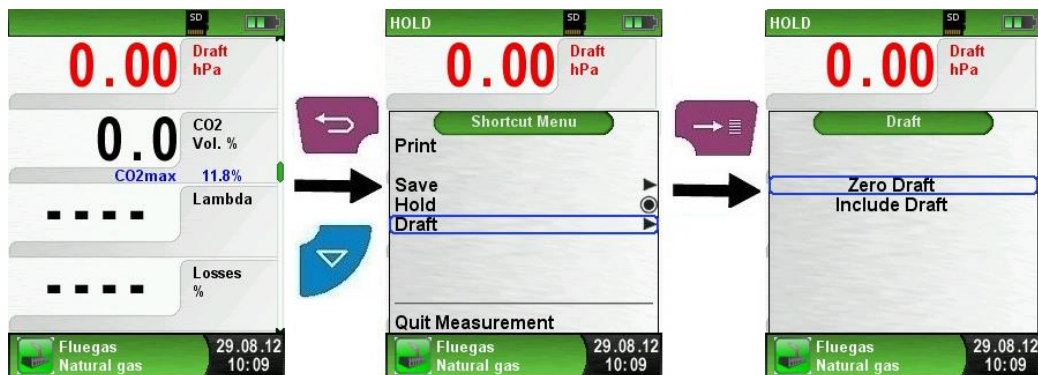 SD
0.00 Draft
hPa
0.0 CO2
Vol. %
CO2max 11.8%
---- Lambda
---- Losses
%
Fluegas 29.08.12
Natural gas 10:09
HOLD SD
0.00 Draft
hPa
Shortcut Menu
Print
Save
Hold
Draft
Quit Measurement
Fluegas 29.08.12
Natural gas 10:09
HOLD SD
0.00 Draft
hPa
Draft
Zero Draft
Include Draft
Fluegas 29.08.12
Natural gas 10:09